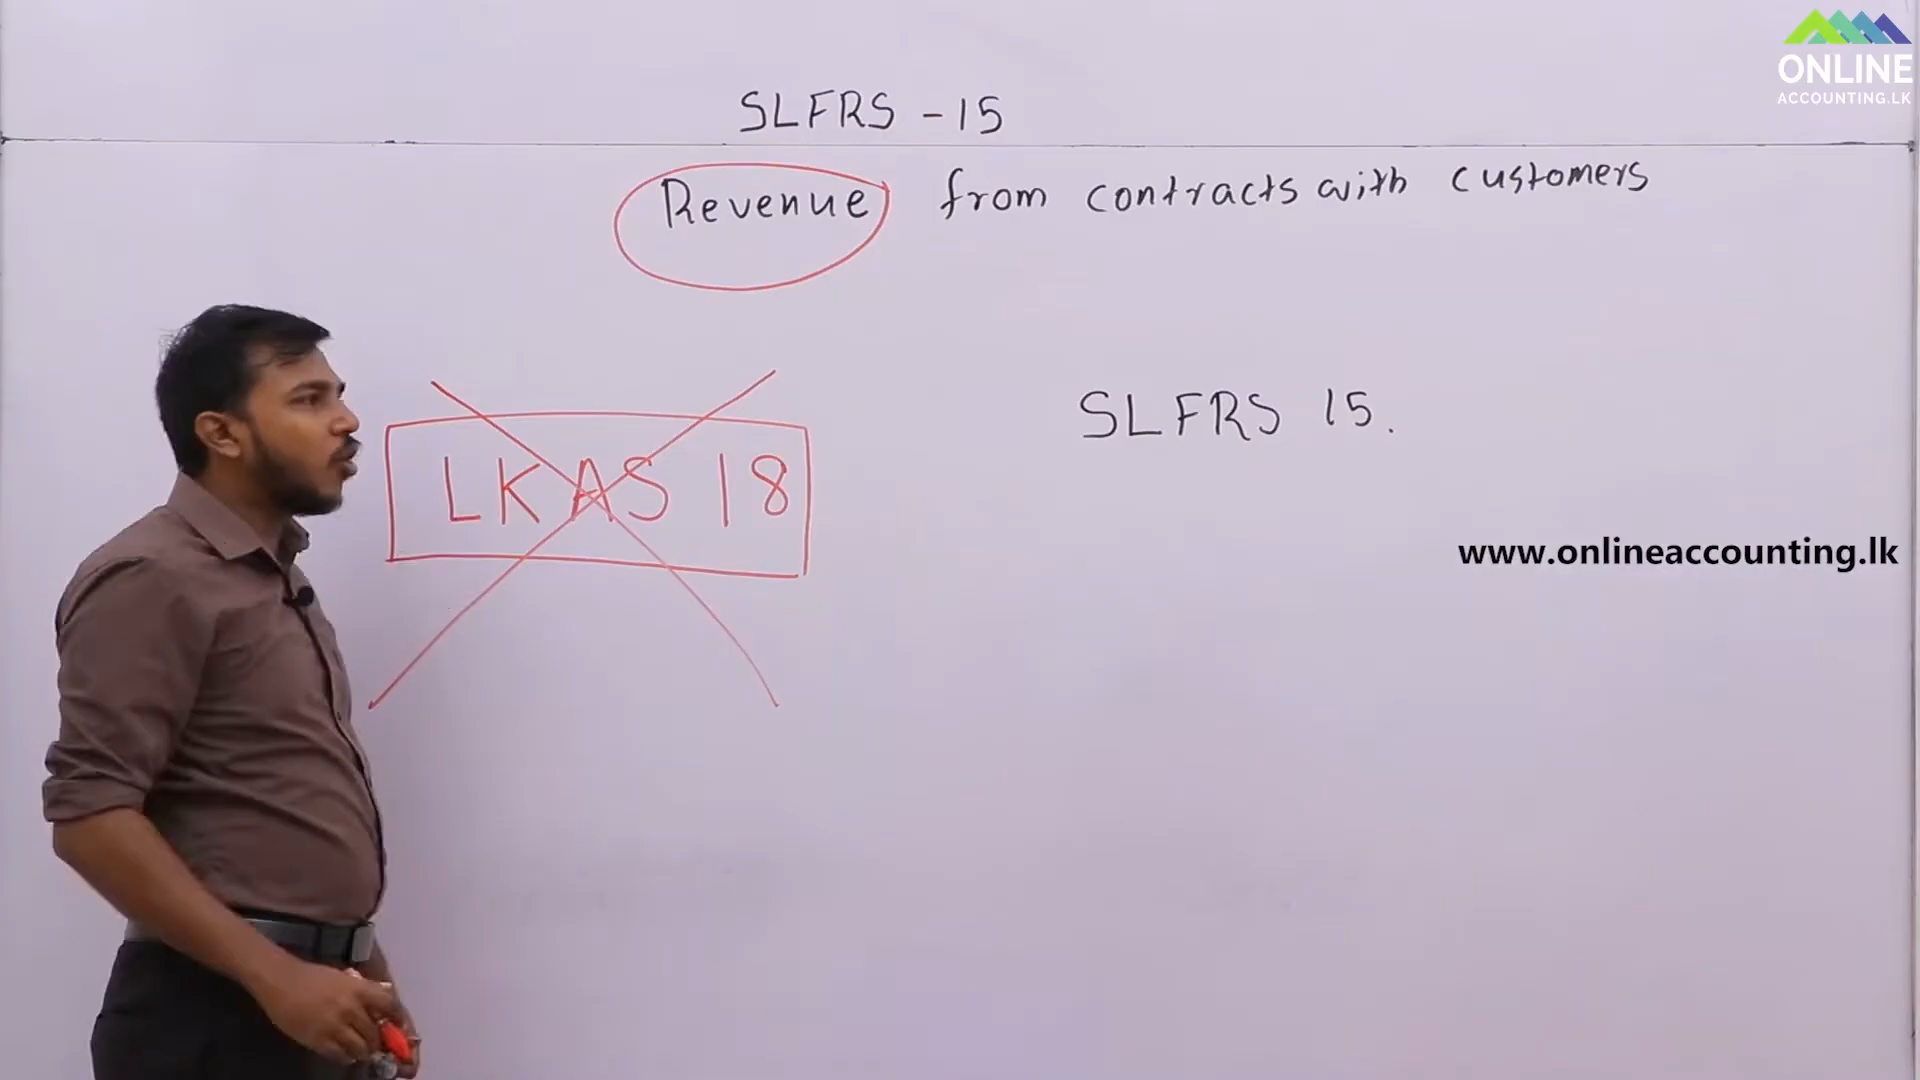 ONLINE
ACCOUNTING.LK
SLFRS - 15
Revenue from contracts with customers
LKAS 18
SLFRS 15.
www.onlineaccounting.lk